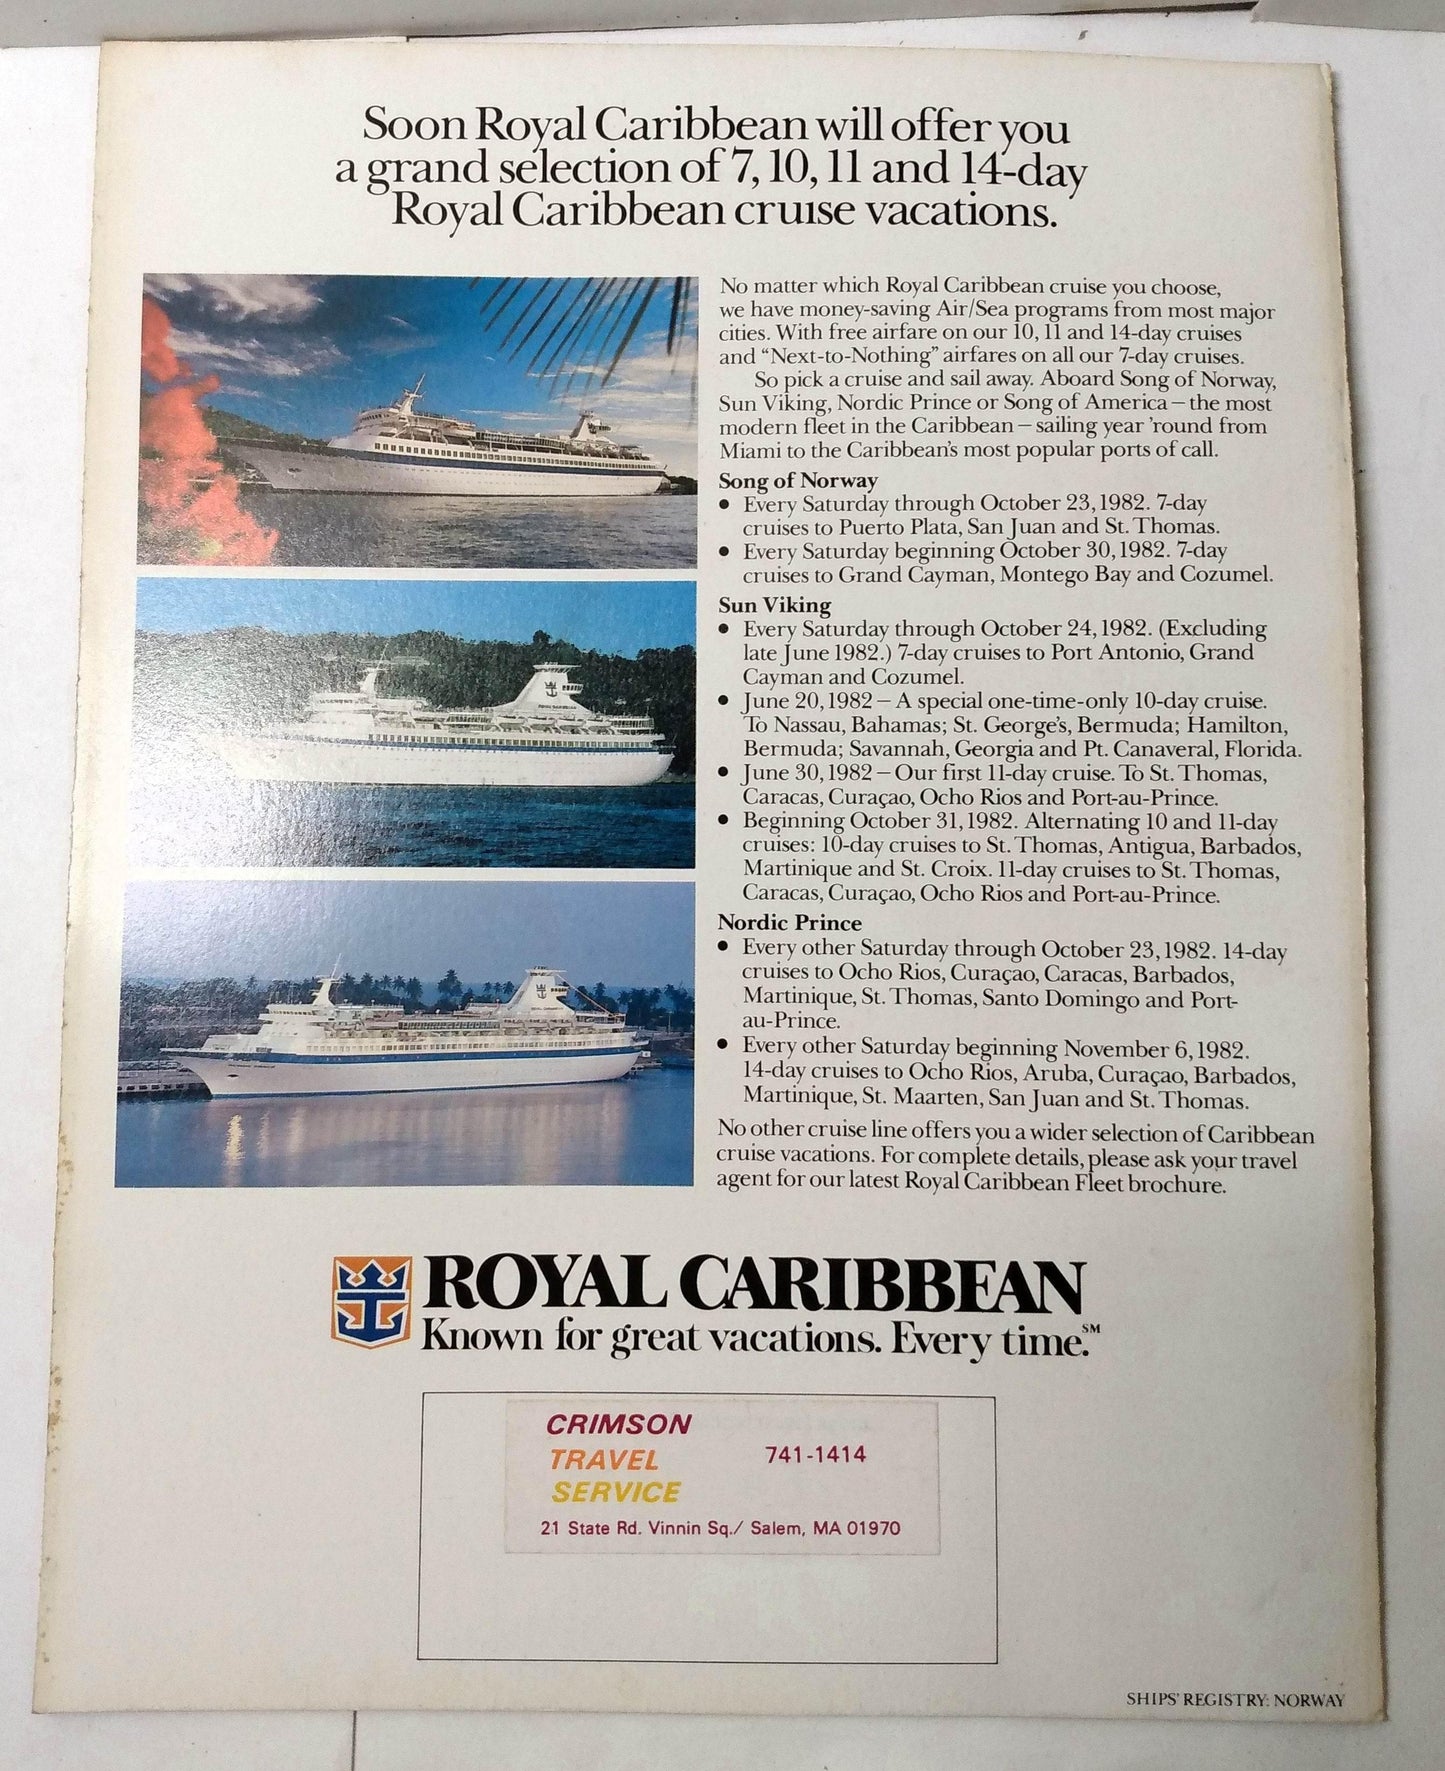 Soon Royal Caribbean will offer you
a grand selection of 7, 10, 11 and 14-day
Royal Caribbean cruise vacations.
No matter which Royal Caribbean cruise you choose,
we have money-saving Air/Sea programs from most major
cities. With free airfare on our 10, 11 and 14-day cruises
and “Next-to-Nothing” airfares on all our 7-day cruises.
So pick a cruise and sail away. Aboard Song of Norway,
Sun Viking, Nordic Prince or Song of America – the most
modern fleet in the Caribbean – sailing year ’round from
Miami to the Caribbean's most popular ports of call.
Song of Norway
• Every Saturday through October 23, 1982. 7-day
cruises to Puerto Plata, San Juan and St. Thomas.
• Every Saturday beginning October 30, 1982. 7-day
cruises to Grand Cayman, Montego Bay and Cozumel.
Sun Viking
• Every Saturday through October 24, 1982. (Excluding
late June 1982.) 7-day cruises to Port Antonio, Grand
Cayman and Cozumel.
• June 20, 1982 – A special one-time-only 10-day cruise.
To Nassau, Bahamas; St. George's, Bermuda; Hamilton,
Bermuda; Savannah, Georgia and Pt. Canaveral, Florida.
• June 30, 1982 – Our first 11-day cruise. To St. Thomas,
Caracas, Curaçao, Ocho Rios and Port-au-Prince.
• Beginning October 31, 1982. Alternating 10 and 11-day
cruises: 10-day cruises to St. Thomas, Antigua, Barbados,
Martinique and St. Croix. 11-day cruises to St. Thomas,
Caracas, Curaçao, Ocho Rios and Port-au-Prince.
Nordic Prince
• Every other Saturday through October 23, 1982. 14-day
cruises to Ocho Rios, Curaçao, Caracas, Barbados,
Martinique, St. Thomas, Santo Domingo and Port-
au-Prince.
• Every other Saturday beginning November 6, 1982.
14-day cruises to Ocho Rios, Aruba, Curaçao, Barbados,
Martinique, St. Maarten, San Juan and St. Thomas.
No other cruise line offers you a wider selection of Caribbean
cruise vacations. For complete details, please ask your travel
agent for our latest Royal Caribbean Fleet brochure.
ROYAL CARIBBEAN
Known for great vacations. Every time.℠
CRIMSON
TRAVEL 741-1414
SERVICE
21 State Rd. Vinnin Sq./ Salem, MA 01970
SHIPS' REGISTRY: NORWAY